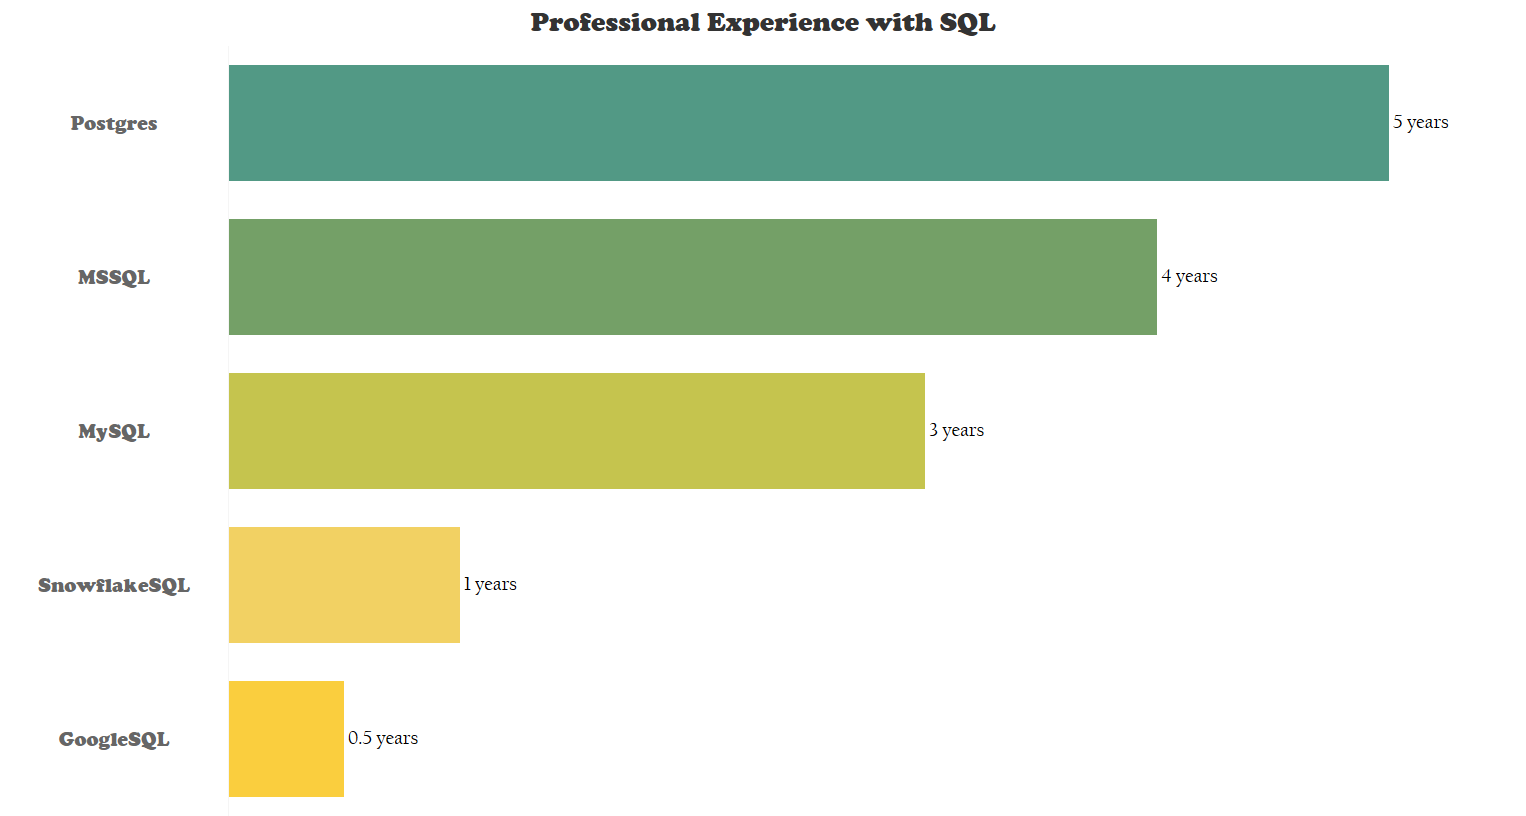 Professional Experience with SQL
Postgres
5 years
MSSQL
4 years
MySQL
3 years
SnowflakeSQL
1 years
GoogleSQL
0.5 years